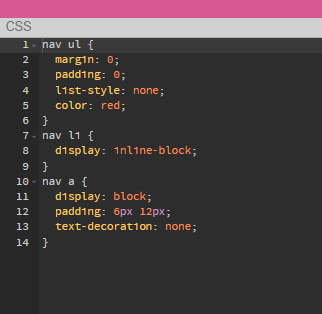 CSS
1 nav ul {
2 margin: 0;
3 padding: 0;
4 list-style: none;
5 color: red;
6 }
7 nav li {
8 display: inline-block;
9 }
10 nav a {
11 display: block;
12 padding: 6px 12px;
13 text-decoration: none;
14 }